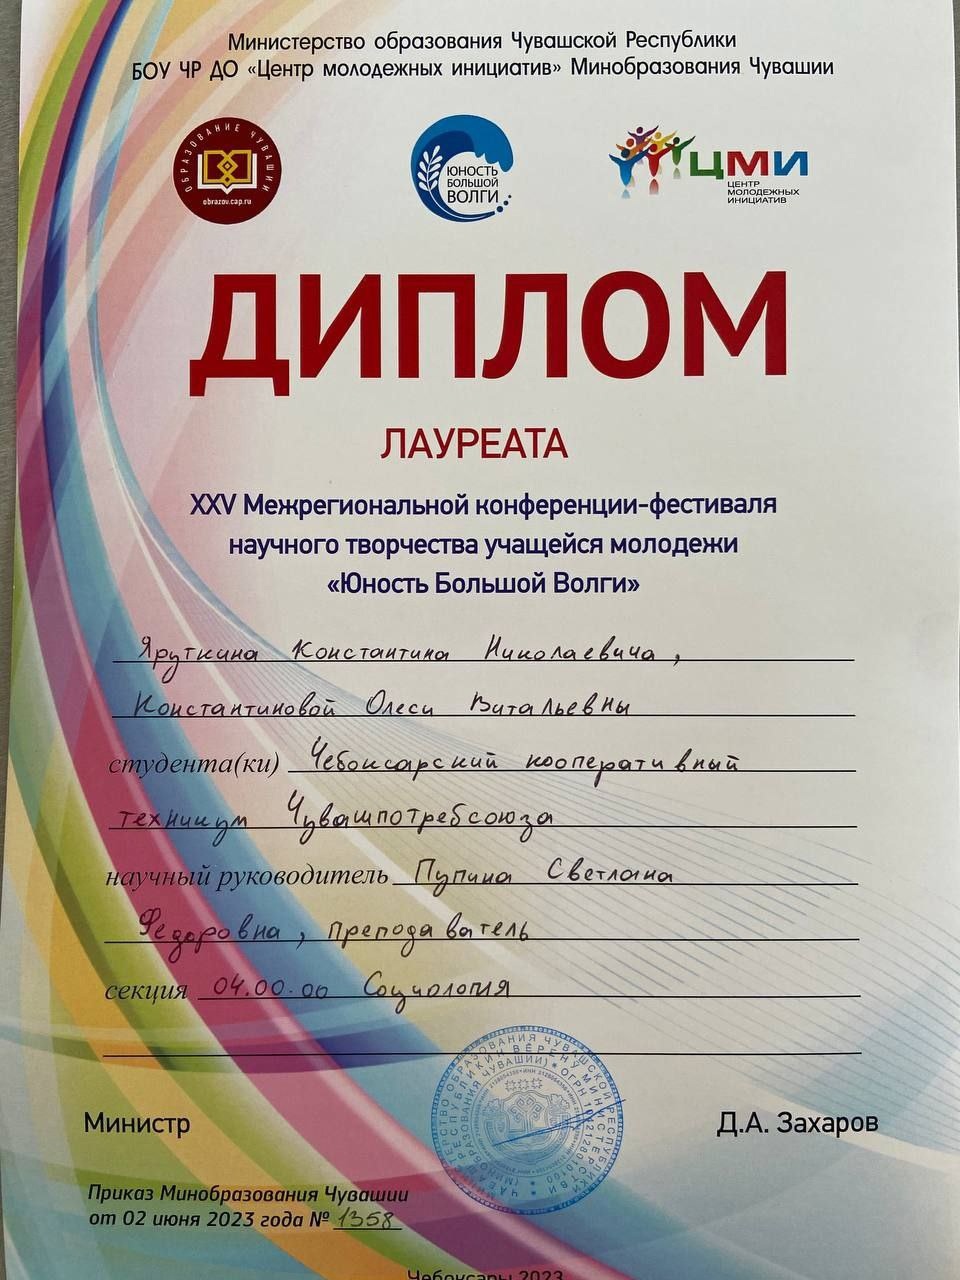 Министерство образования Чувашской Республики
БОУ ЧР ДО «Центр молодежных инициатив» Минобразования Чувашии
ОБРАЗОВАНИЕ ЧУВАШИИ
obrazov.cap.ru
ЮНОСТЬ
БОЛЬШОЙ
ВОЛГИ
ЦМИ
ЦЕНТР
МОЛОДЕЖНЫХ
ИНИЦИАТИВ
ДИПЛОМ
ЛАУРЕАТА
XXV Межрегиональной конференции-фестиваля
научного творчества учащейся молодежи
«Юность Большой Волги»
Яруткина Константина Николаевича,
Константиновой Олеси Витальевны
студента(ки) Чебоксарский кооперативный
техникум Чувашпотребсоюза
научный руководитель Пупина Светлана
Федоровна, преподаватель
секция 04.00.00 Социология
Министр
Д.А. Захаров
Приказ Минобразования Чувашии
от 02 июня 2023 года № 1358
Чебоксары 2023